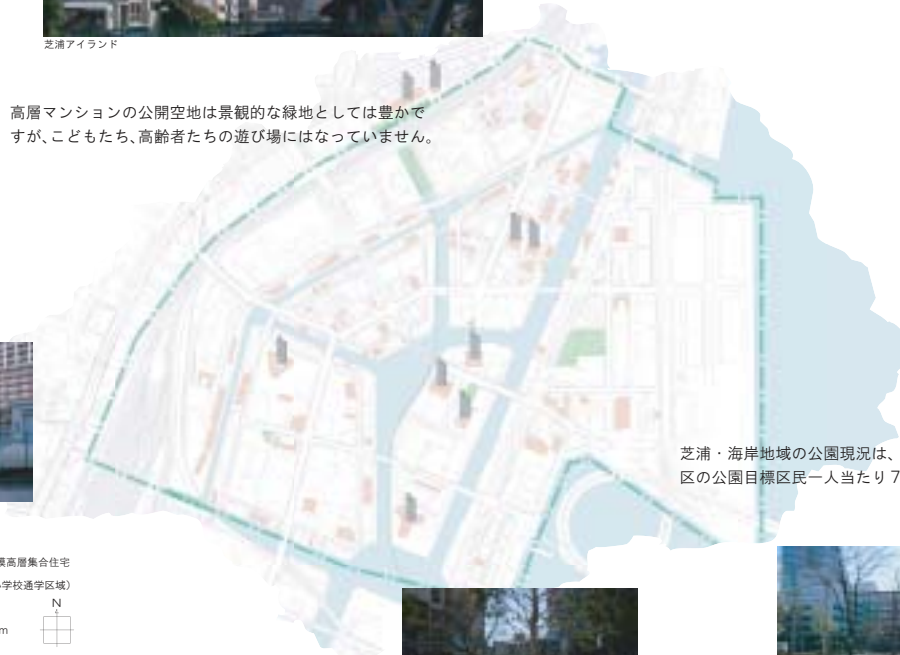 芝浦アイランド
高層マンションの公開空地は景観的な緑地としては豊かで
すが、こどもたち、高齢者たちの遊び場にはなっていません。
芝浦・海岸地域の公園現況は、
区の公園目標区民一人当たり7
模高層集合住宅
学校通学区域）
N
m